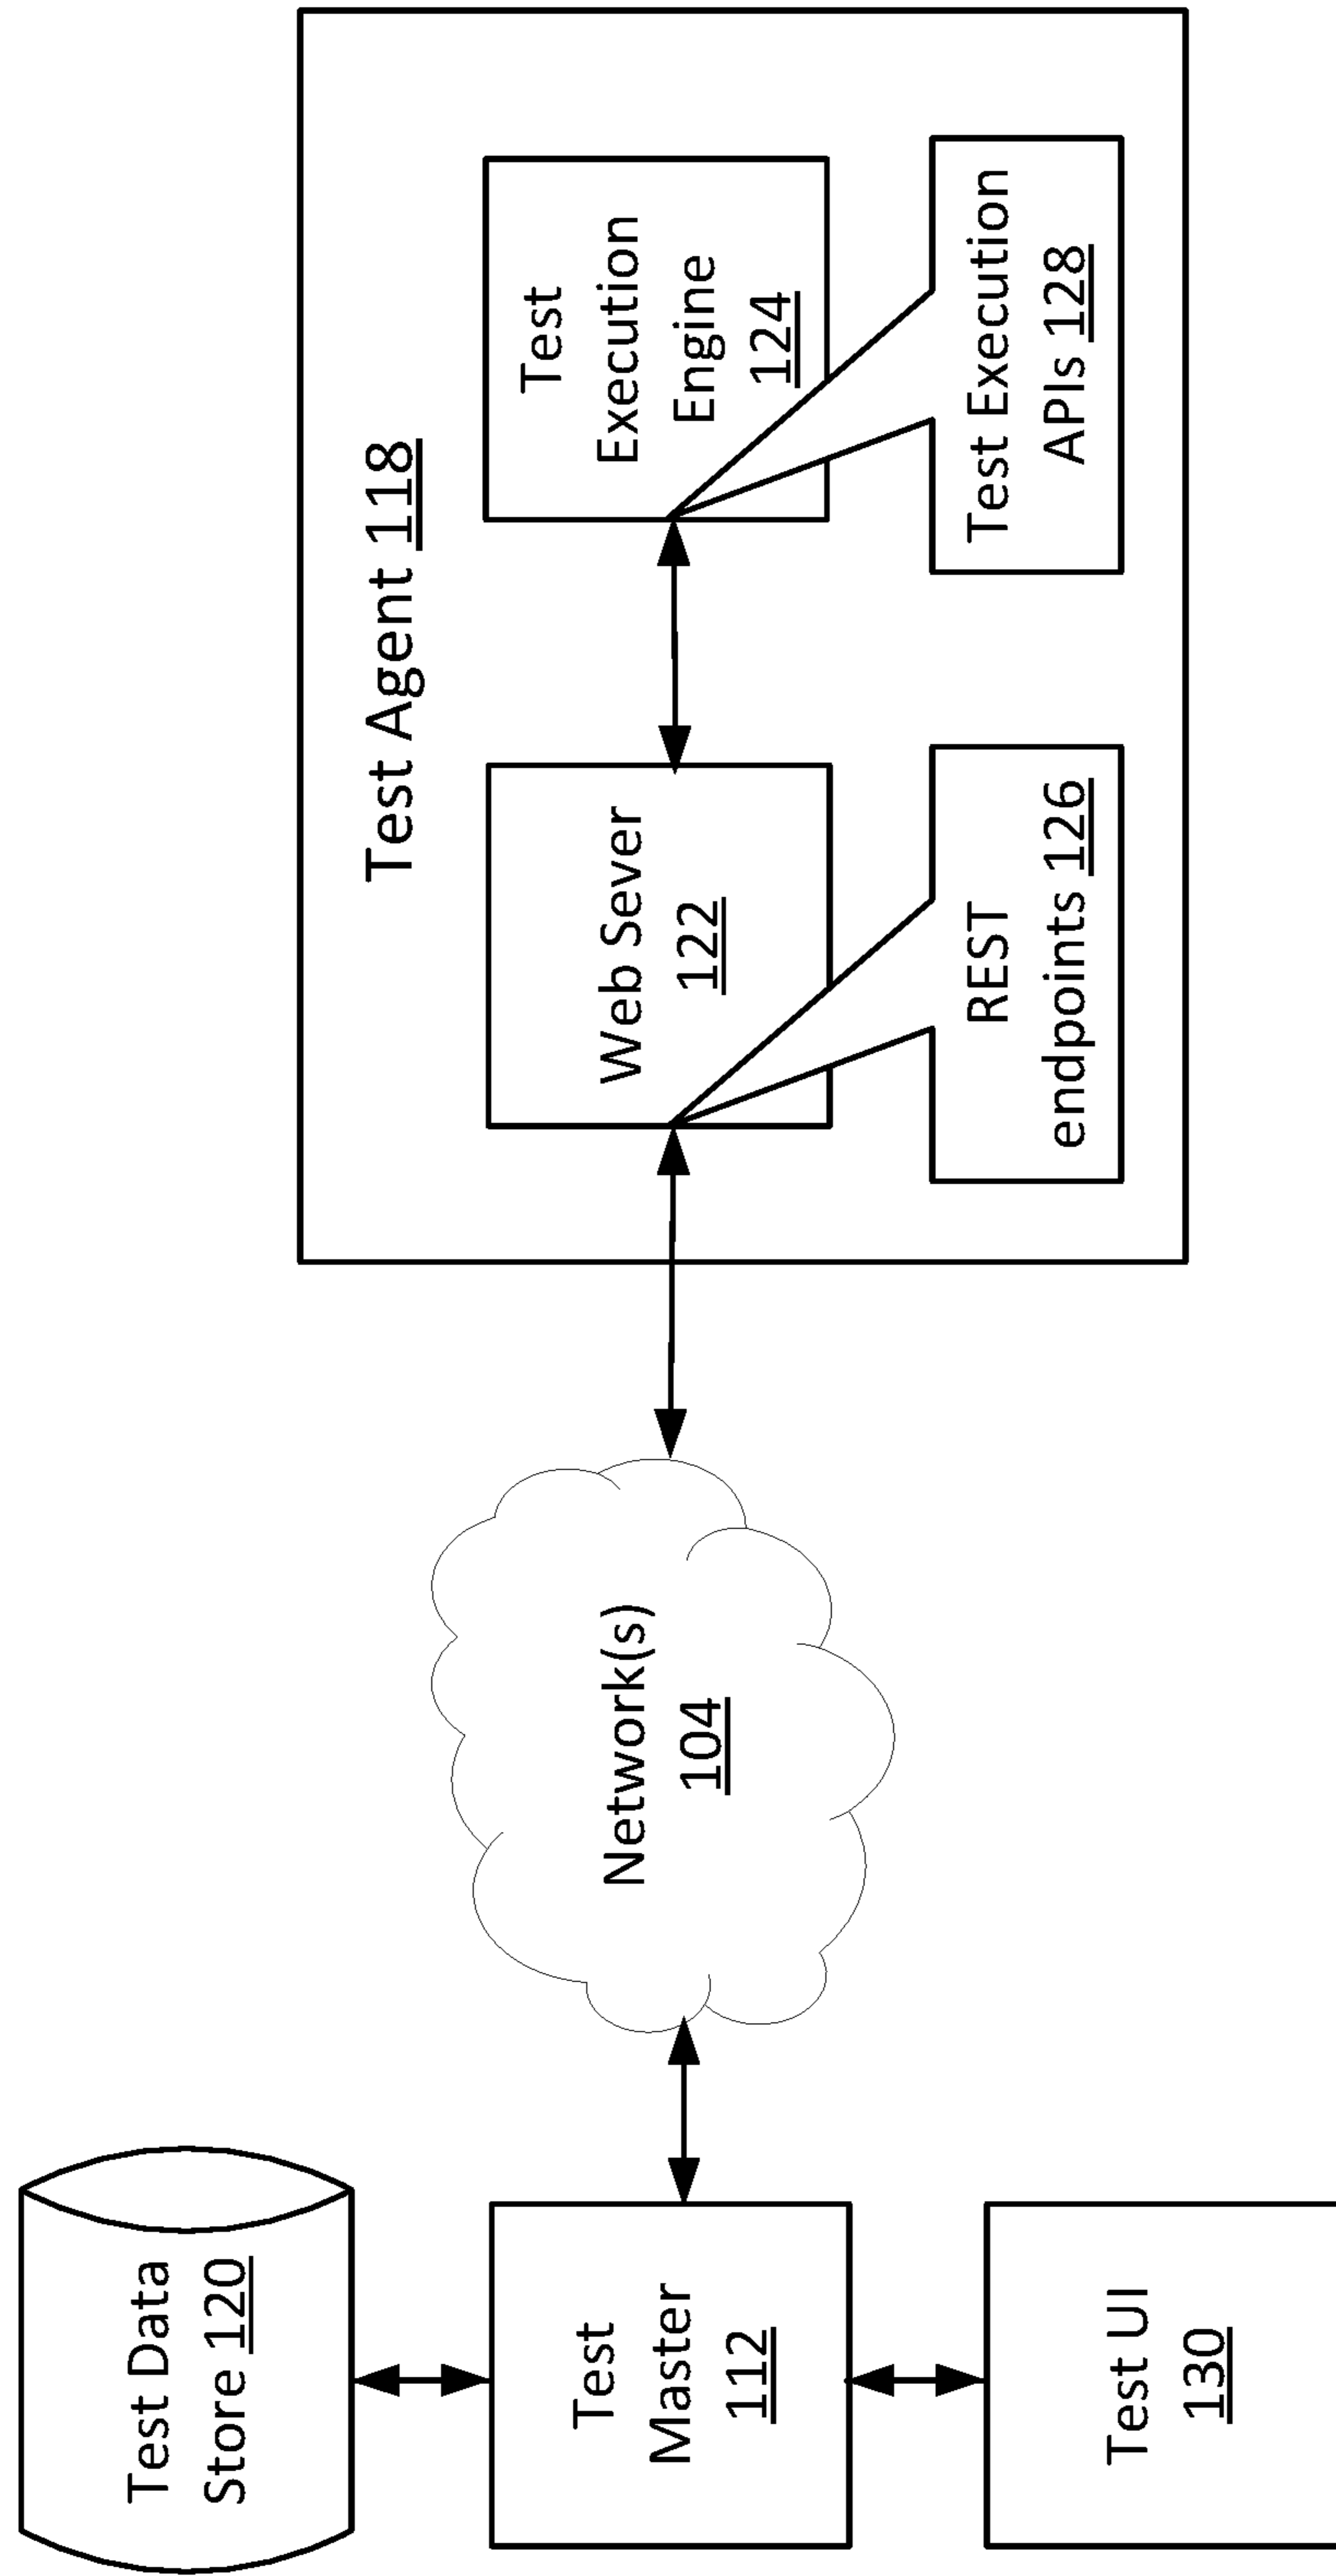 Test Data
Store 120
Test
Master
112
Test UI
130
Network(s)
104
Test Agent 118
Web Sever
122
REST
endpoints 126
Test
Execution
Engine
124
Test Execution
APIs 128